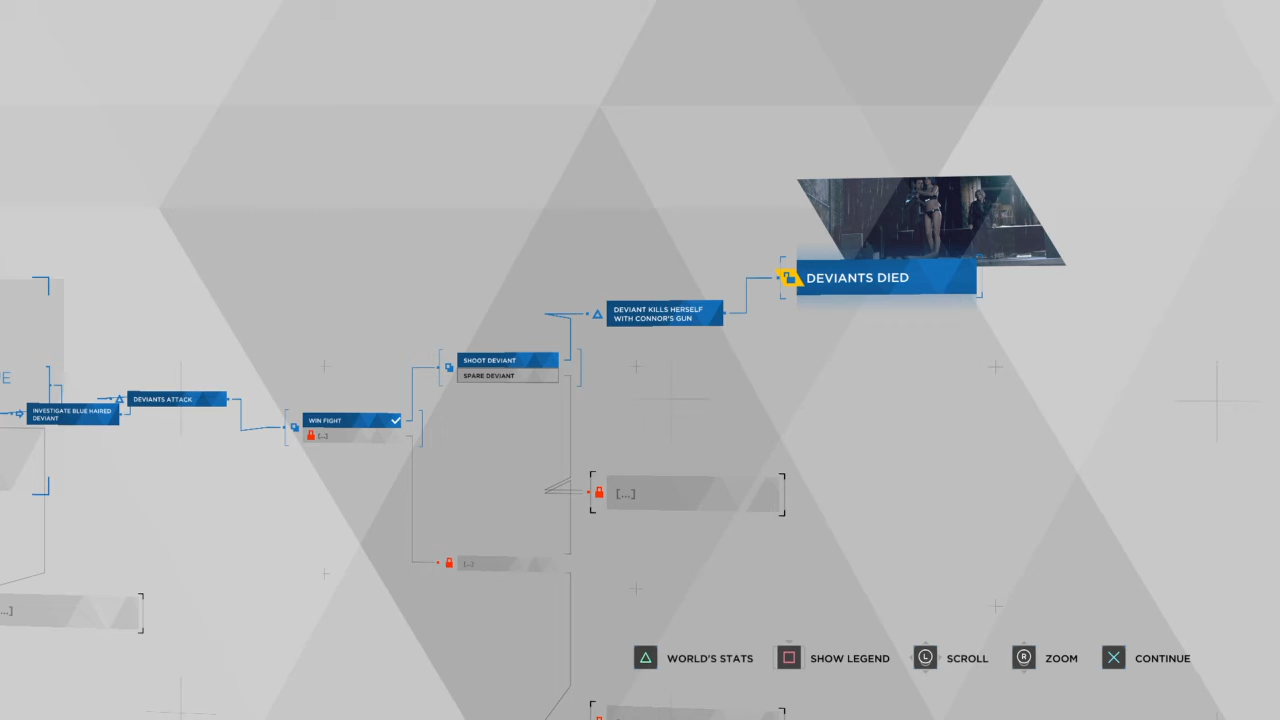 DEVIANTS DIED
DEVIANT KILLS HERSELF
WITH CONNOR'S GUN
SHOOT DEVIANT
SPARE DEVIANT
E
DEVIANTS ATTACK
INVESTIGATE BLUE HAIRED
DEVIANT
WIN FIGHT
[...]
[...]
[...]
...]
WORLD'S STATS
SHOW LEGEND
L
SCROLL
R
ZOOM
CONTINUE